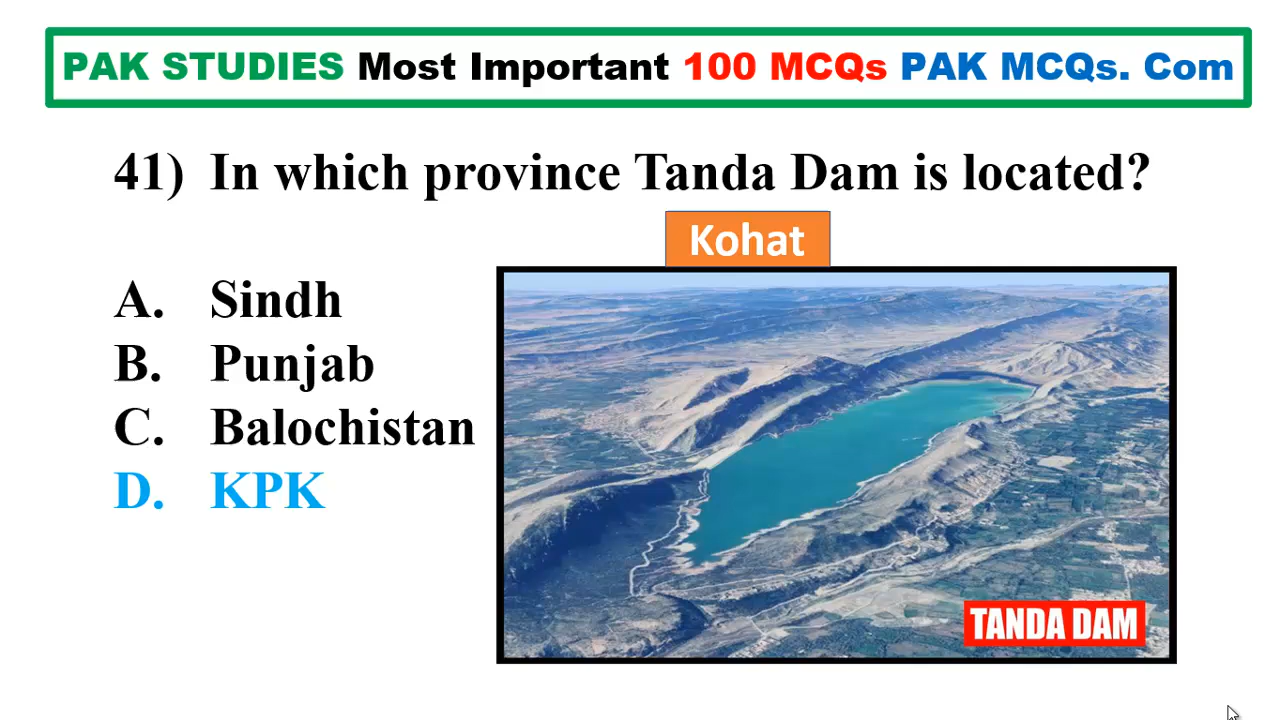 PAK STUDIES Most Important 100 MCQs PAK MCQs. Com
41) In which province Tanda Dam is located?
Kohat
A. Sindh
B. Punjab
C. Balochistan
D. KPK
TANDA DAM